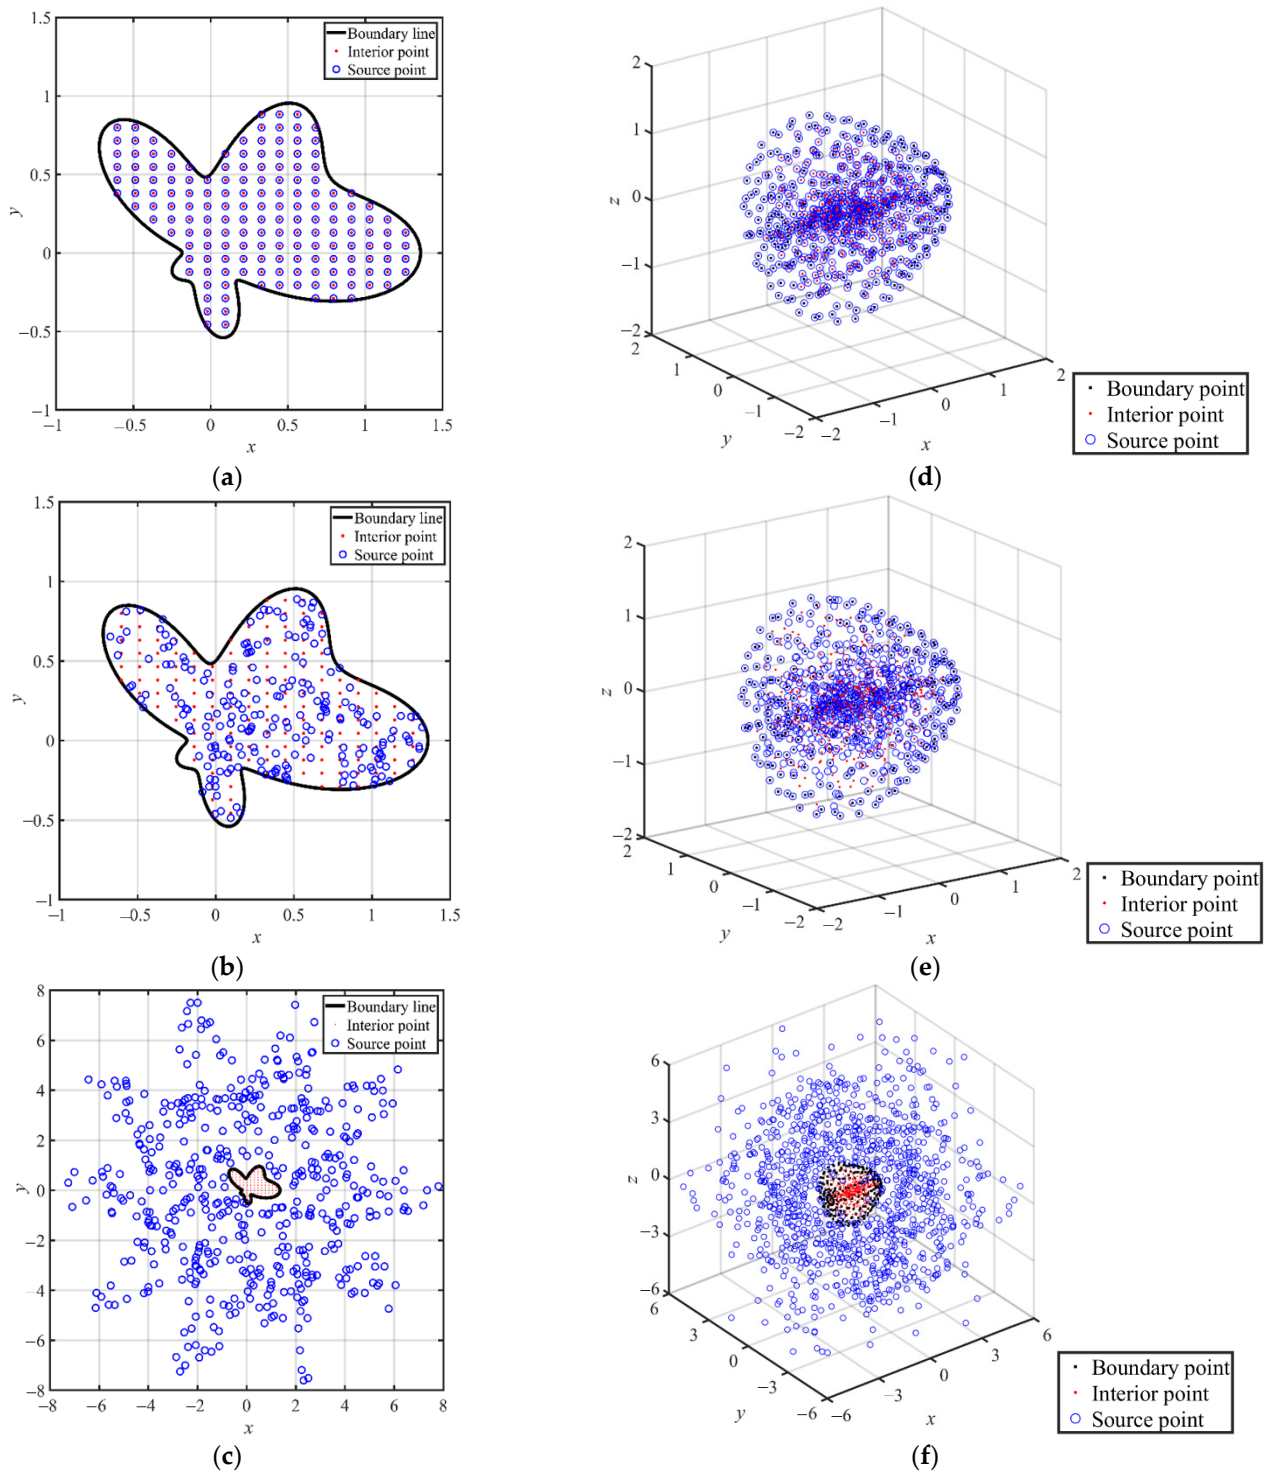 1.5
1
0.5
0
−0.5
−1
−1
−0.5
0
0.5
1
1.5
y
x
Boundary line
Interior point
Source point
(a)
2
1
0
−1
−2
z
2
1
0
−1
−2
y
−2
−1
0
1
2
x
Boundary point
Interior point
Source point
(d)
1.5
1
0.5
0
−0.5
−1
−1
−0.5
0
0.5
1
1.5
y
x
Boundary line
Interior point
Source point
(b)
2
1
0
−1
−2
z
2
1
0
−1
−2
y
−2
−1
0
1
2
x
Boundary point
Interior point
Source point
(e)
8
6
4
2
0
−2
−4
−6
−8
−8
−6
−4
−2
0
2
4
6
8
y
x
Boundary line
Interior point
Source point
(c)
6
3
0
−3
−6
z
6
3
0
−3
−6
y
−6
−3
0
3
6
x
Boundary point
Interior point
Source point
(f)